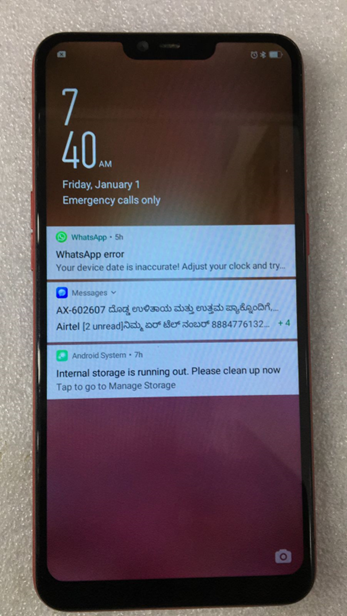 7
40 AM
Friday, January 1
Emergency calls only
WhatsApp • 5h
WhatsApp error
Your device date is inaccurate! Adjust your clock and try...
Messages
AX-602607 ದೊಡ್ಡ ಉಳಿತಾಯ ಮತ್ತು ಉತ್ತಮ ಪ್ಯಾಕ್ನೊಂದಿಗೆ,...
Airtel [2 unread]ನಿಮ್ಮ ಏರ್ ಟೆಲ್ ನಂಬರ್ 8884776132... + 4
Android System • 7h
Internal storage is running out. Please clean up now
Tap to go to Manage Storage